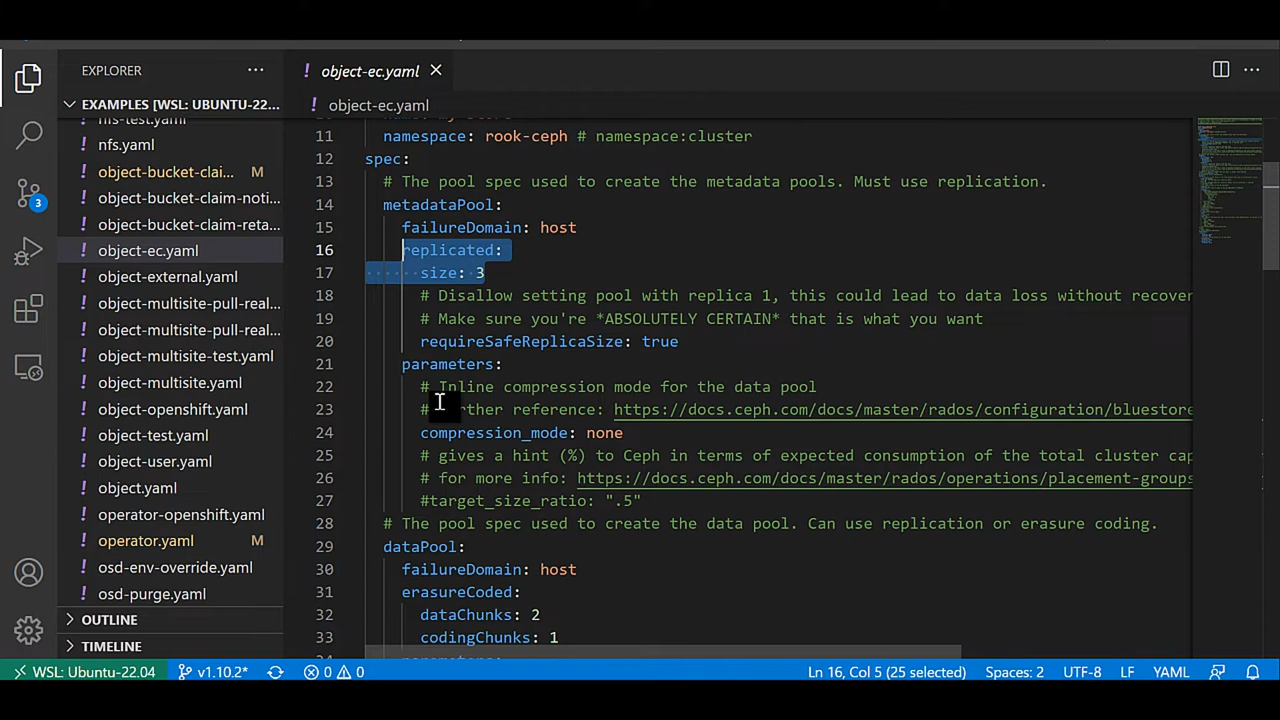 EXPLORER
object-ec.yaml
EXAMPLES [WSL: UBUNTU-22....
object-ec.yaml
nfs-test.yaml
nfs.yaml
object-bucket-clai... M
object-bucket-claim-noti...
object-bucket-claim-reta...
object-ec.yaml
object-external.yaml
object-multisite-pull-real...
object-multisite-pull-real...
object-multisite-test.yaml
object-multisite.yaml
object-openshift.yaml
object-test.yaml
object-user.yaml
object.yaml
operator-openshift.yaml
operator.yaml M
osd-env-override.yaml
osd-purge.yaml
OUTLINE
TIMELINE
3
11 namespace: rook-ceph # namespace:cluster
12 spec:
13 # The pool spec used to create the metadata pools. Must use replication.
14 metadataPool:
15 failureDomain: host
16 replicated:
17 size: 3
18 # Disallow setting pool with replica 1, this could lead to data loss without recover
19 # Make sure you're *ABSOLUTELY CERTAIN* that is what you want
20 requireSafeReplicaSize: true
21 parameters:
22 # Inline compression mode for the data pool
23 # rther reference: https://docs.ceph.com/docs/master/rados/configuration/bluestore
24 compression_mode: none
25 # gives a hint (%) to Ceph in terms of expected consumption of the total cluster cap
26 # for more info: https://docs.ceph.com/docs/master/rados/operations/placement-groups
27 #target_size_ratio: ".5"
28 # The pool spec used to create the data pool. Can use replication or erasure coding.
29 dataPool:
30 failureDomain: host
31 erasureCoded:
32 dataChunks: 2
33 codingChunks: 1
WSL: Ubuntu-22.04 v1.10.2* 0 0 Ln 16, Col 5 (25 selected) Spaces: 2 UTF-8 LF YAML